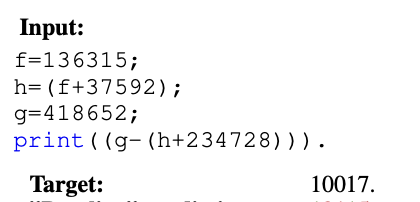 Input:
f=136315;
h=(f+37592);
g=418652;
print((g-(h+234728))).
Target: 10017.